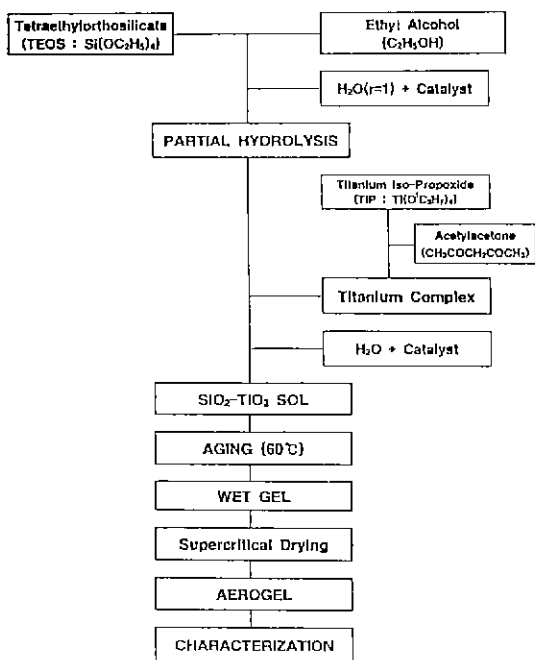 Tetraethylorthosilicate
(TEOS : Si(OC₂H₅)₄)
Ethyl Alcohol
(C₂H₅OH)
H₂O(r=1) + Catalyst
PARTIAL HYDROLYSIS
Titanium Iso-Propoxide
(TIP : Ti(OⁱC₃H₇)₄)
Acetylacetone
(CH₃COCH₂COCH₃)
Titanium Complex
H₂O + Catalyst
SiO₂-TiO₂ SOL
AGING (60℃)
WET GEL
Supercritical Drying
AEROGEL
CHARACTERIZATION